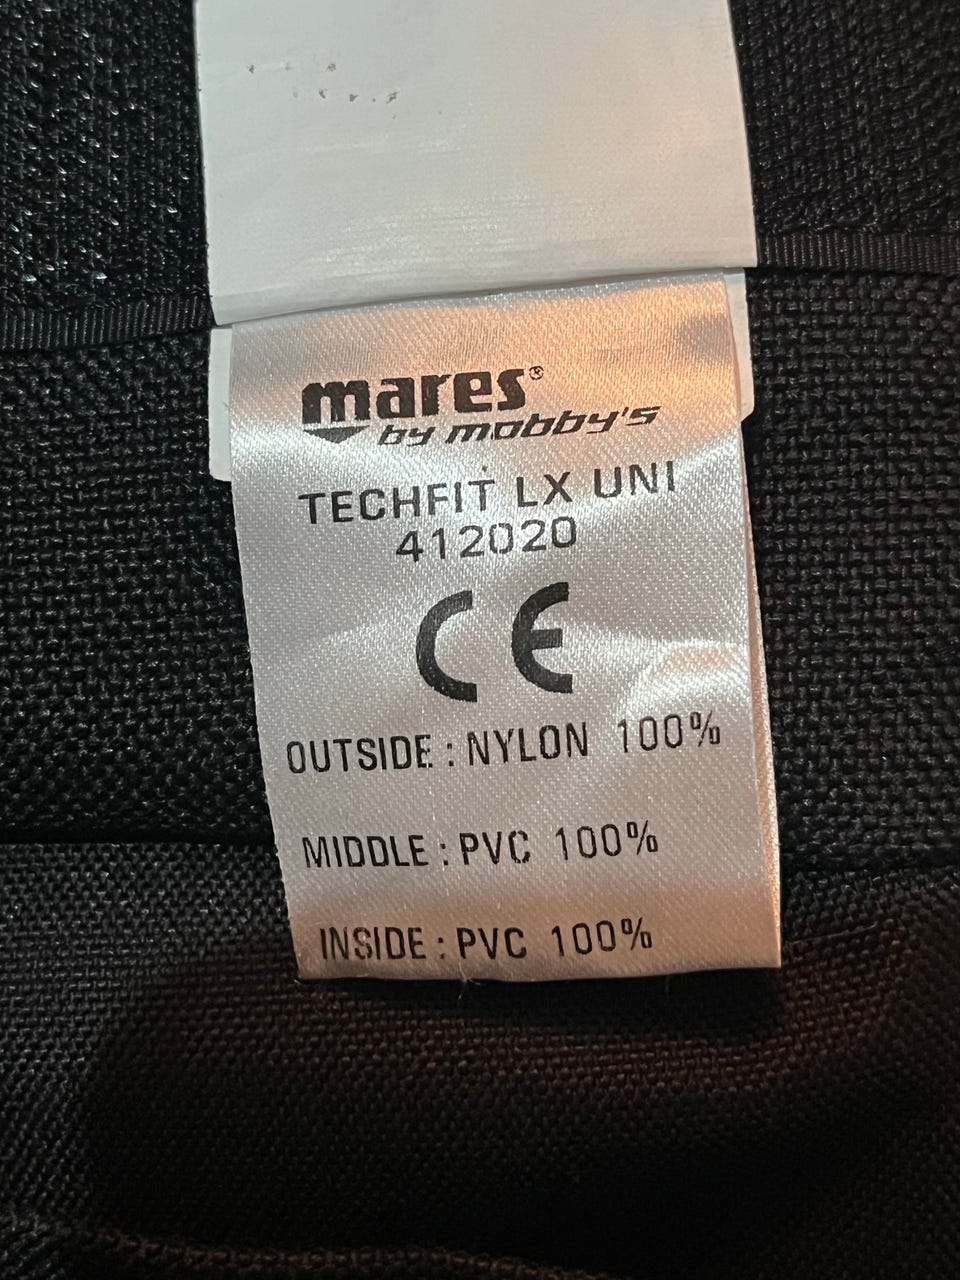 mares®
by mobby's
TECHFIT LX UNI
412020
CE
OUTSIDE : NYLON 100%
MIDDLE : PVC 100%
INSIDE : PVC 100%